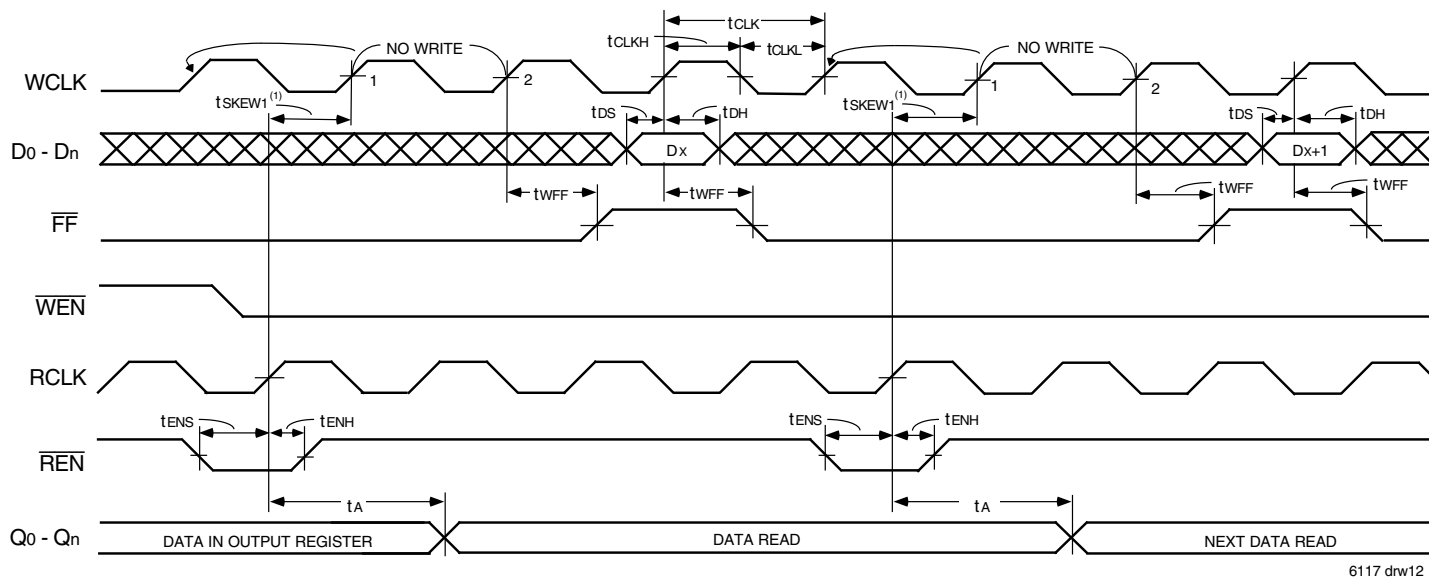 tCLK
tCLKH
tCLKL
NO WRITE
NO WRITE
WCLK
1
2
1
2
tSKEW1(1)
tDS
tDH
tSKEW1(1)
tDS
tDH
D0 - Dn
DX
DX+1
tWFF
tWFF
tWFF
tWFF
FF
WEN
RCLK
tENS
tENH
tENS
tENH
REN
tA
tA
Q0 - Qn
DATA IN OUTPUT REGISTER
DATA READ
NEXT DATA READ
6117 drw12